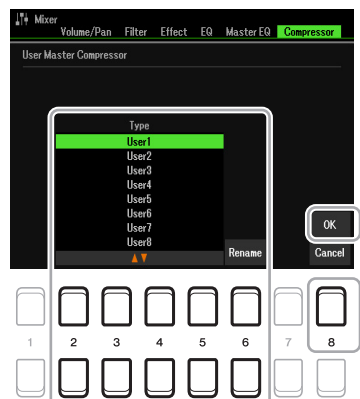 Mixer
Volume/Pan Filter Effect EQ Master EQ Compressor
User Master Compressor
Type
User1
User2
User3
User4
User5
User6
User7
User8
OK
Rename
Cancel
1 2 3 4 5 6 7 8